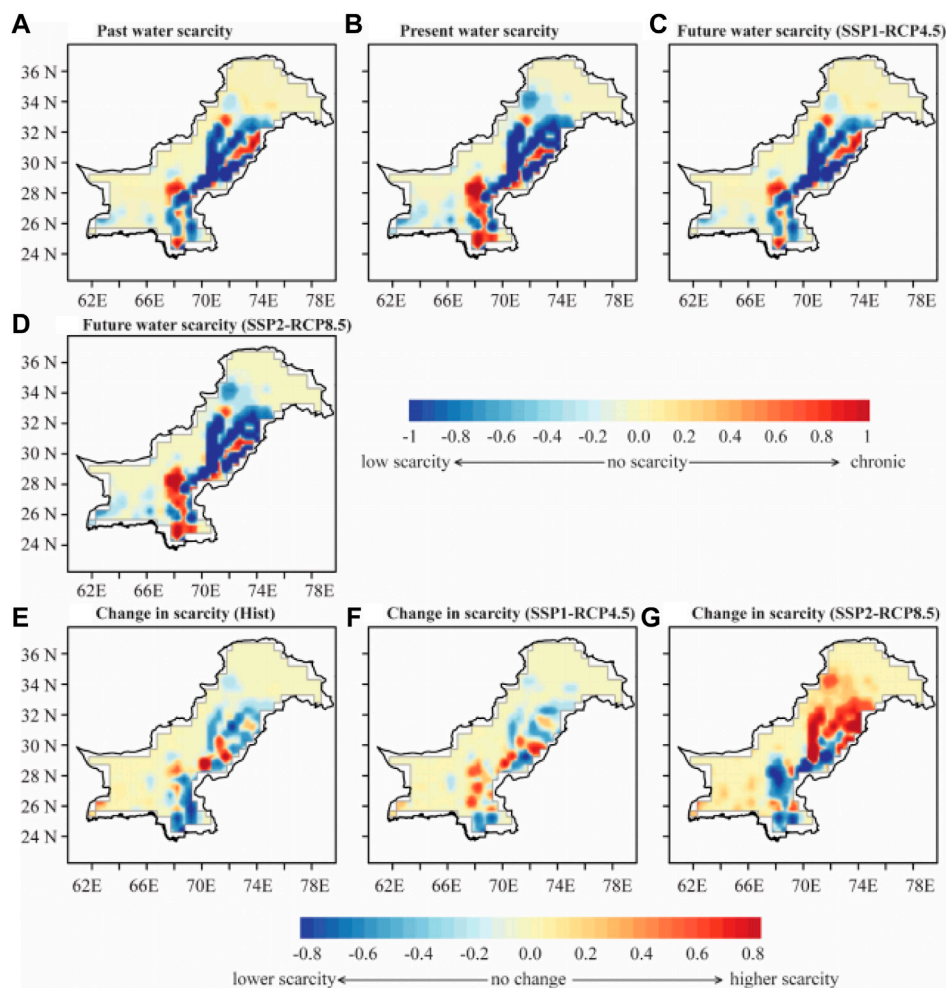 A Past water scarcity B Present water scarcity C Future water scarcity (SSP1-RCP4.5)
36 N
34 N
32 N
30 N
28 N
26 N
24 N
62E 66E 70E 74E 78E 62E 66E 70E 74E 78E 62E 66E 70E 74E 78E
D Future water scarcity (SSP2-RCP8.5)
36 N
34 N
32 N
30 N
28 N
26 N
24 N
62E 66E 70E 74E 78E
-1 -0.8 -0.6 -0.4 -0.2 0.0 0.2 0.4 0.6 0.8 1
low scarcity no scarcity chronic
E Change in scarcity (Hist) F Change in scarcity (SSP1-RCP4.5) G Change in scarcity (SSP2-RCP8.5)
36 N
34 N
32 N
30 N
28 N
26 N
24 N
62E 66E 70E 74E 78E 62E 66E 70E 74E 78E 62E 66E 70E 74E 78E
-0.8 -0.6 -0.4 -0.2 0.0 0.2 0.4 0.6 0.8
lower scarcity no change higher scarcity